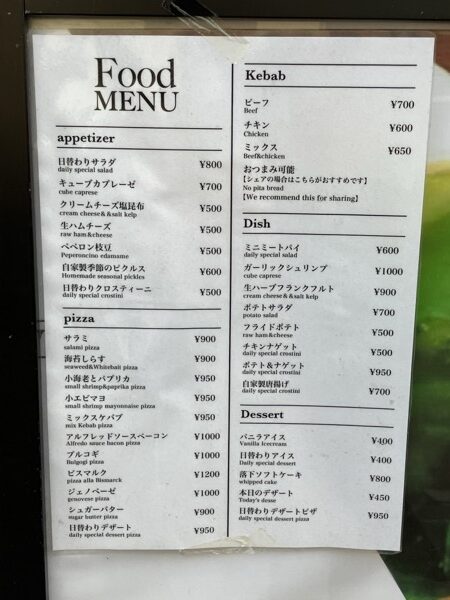 Food
MENU
appetizer
日替わりサラダ ¥800
daily special salad
キューブカプレーゼ ¥700
cube caprese
クリームチーズ塩昆布 ¥500
cream cheese＆&salt kelp
生ハムチーズ ¥500
raw ham&cheese
ペペロン枝豆 ¥500
Peperoncino edamame
自家製季節のピクルス ¥600
Homemade seasonal pickles
日替わりクロスティーニ ¥500
daily special crostini
pizza
サラミ ¥900
salami pizza
海苔しらす ¥900
seaweed&Whitebait pizza
小海老とパプリカ ¥950
small shrimp&paprika pizza
小エビマヨ ¥950
small shrimp mayonnaise pizza
ミックスケバブ ¥950
mix Kebab pizza
アルフレッドソースベーコン ¥1000
Alfredo sauce bacon pizza
ブルコギ ¥1000
Bulgogi pizza
ビスマルク ¥1200
pizza alla Bismarck
ジェノベーゼ ¥1000
genovese pizza
シュガーバター ¥900
sugar butter pizza
日替わりデザート ¥950
daily special dessert pizza
Kebab
ビーフ ¥700
Beef
チキン ¥600
Chicken
ミックス ¥650
Beef&chicken
おつまみ可能
【シェアの場合はこちらがおすすめです】
No pita bread
【We recommend this for sharing】
Dish
ミニミートパイ ¥600
daily special salad
ガーリックシュリンプ ¥1000
cube caprese
生ハーブフランクフルト ¥900
cream cheese＆&salt kelp
ポテトサラダ ¥700
potato salad
フライドポテト ¥500
raw ham&cheese
チキンナゲット ¥500
daily special crostini
ポテト&ナゲット ¥950
daily special crostini
自家製唐揚げ ¥700
daily special crostini
Dessert
バニラアイス ¥400
Vanilla Icecream
日替わりアイス ¥400
Daily special dessert
落下ソフトケーキ ¥800
whipped cake
本日のデザート ¥450
Today's desse
日替わりデザートピザ ¥950
daily special dessert pizza